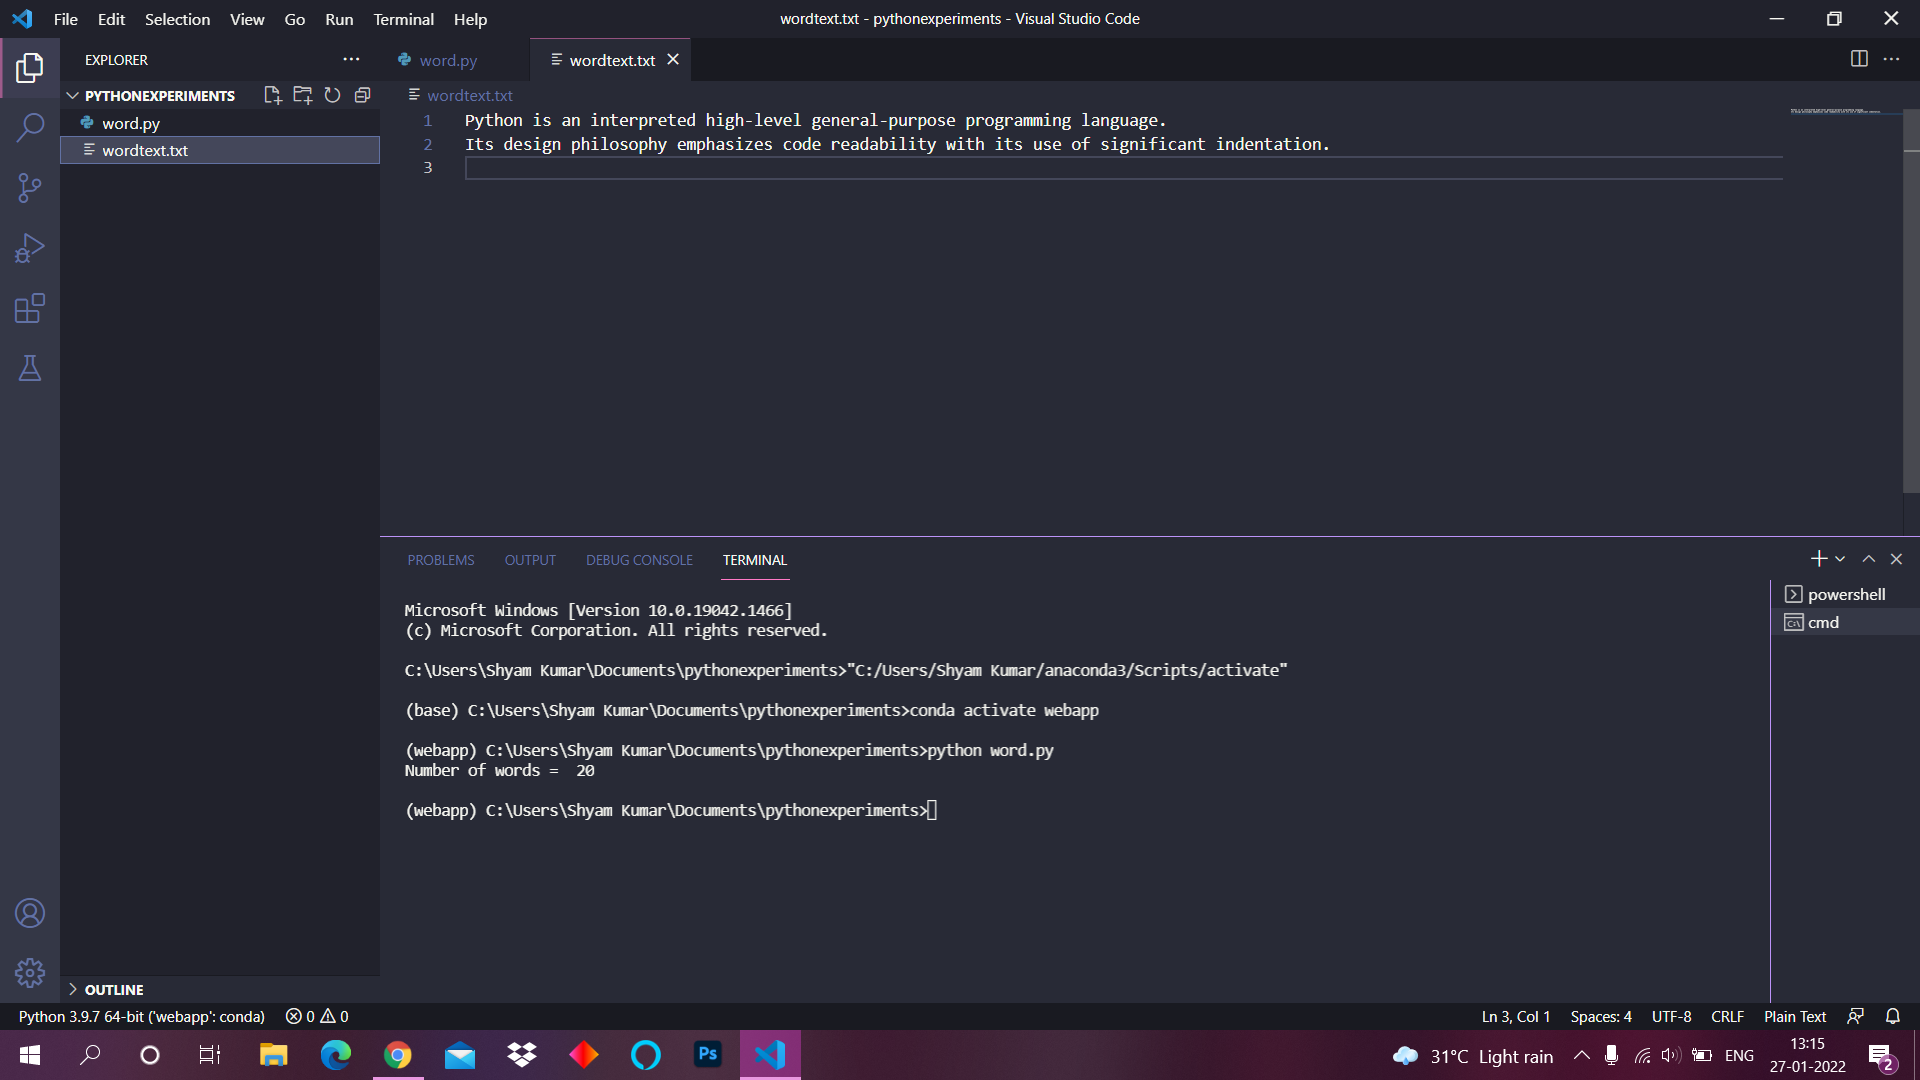 File Edit Selection View Go Run Terminal Help
wordtext.txt - pythonexperiments - Visual Studio Code
EXPLORER
PYTHONEXPERIMENTS
word.py
wordtext.txt
OUTLINE
word.py
wordtext.txt
wordtext.txt
1 Python is an interpreted high-level general-purpose programming language.
2 Its design philosophy emphasizes code readability with its use of significant indentation.
3
PROBLEMS OUTPUT DEBUG CONSOLE TERMINAL
Microsoft Windows [Version 10.0.19042.1466]
(c) Microsoft Corporation. All rights reserved.
C:\Users\Shyam Kumar\Documents\pythonexperiments>"C:/Users/Shyam Kumar/anaconda3/Scripts/activate"
(base) C:\Users\Shyam Kumar\Documents\pythonexperiments>conda activate webapp
(webapp) C:\Users\Shyam Kumar\Documents\pythonexperiments>python word.py
Number of words =  20
(webapp) C:\Users\Shyam Kumar\Documents\pythonexperiments>
powershell
cmd
Python 3.9.7 64-bit ('webapp': conda) 0 0
Ln 3, Col 1 Spaces: 4 UTF-8 CRLF Plain Text
Ps
31°C Light rain
ENG
13:15
27-01-2022
2